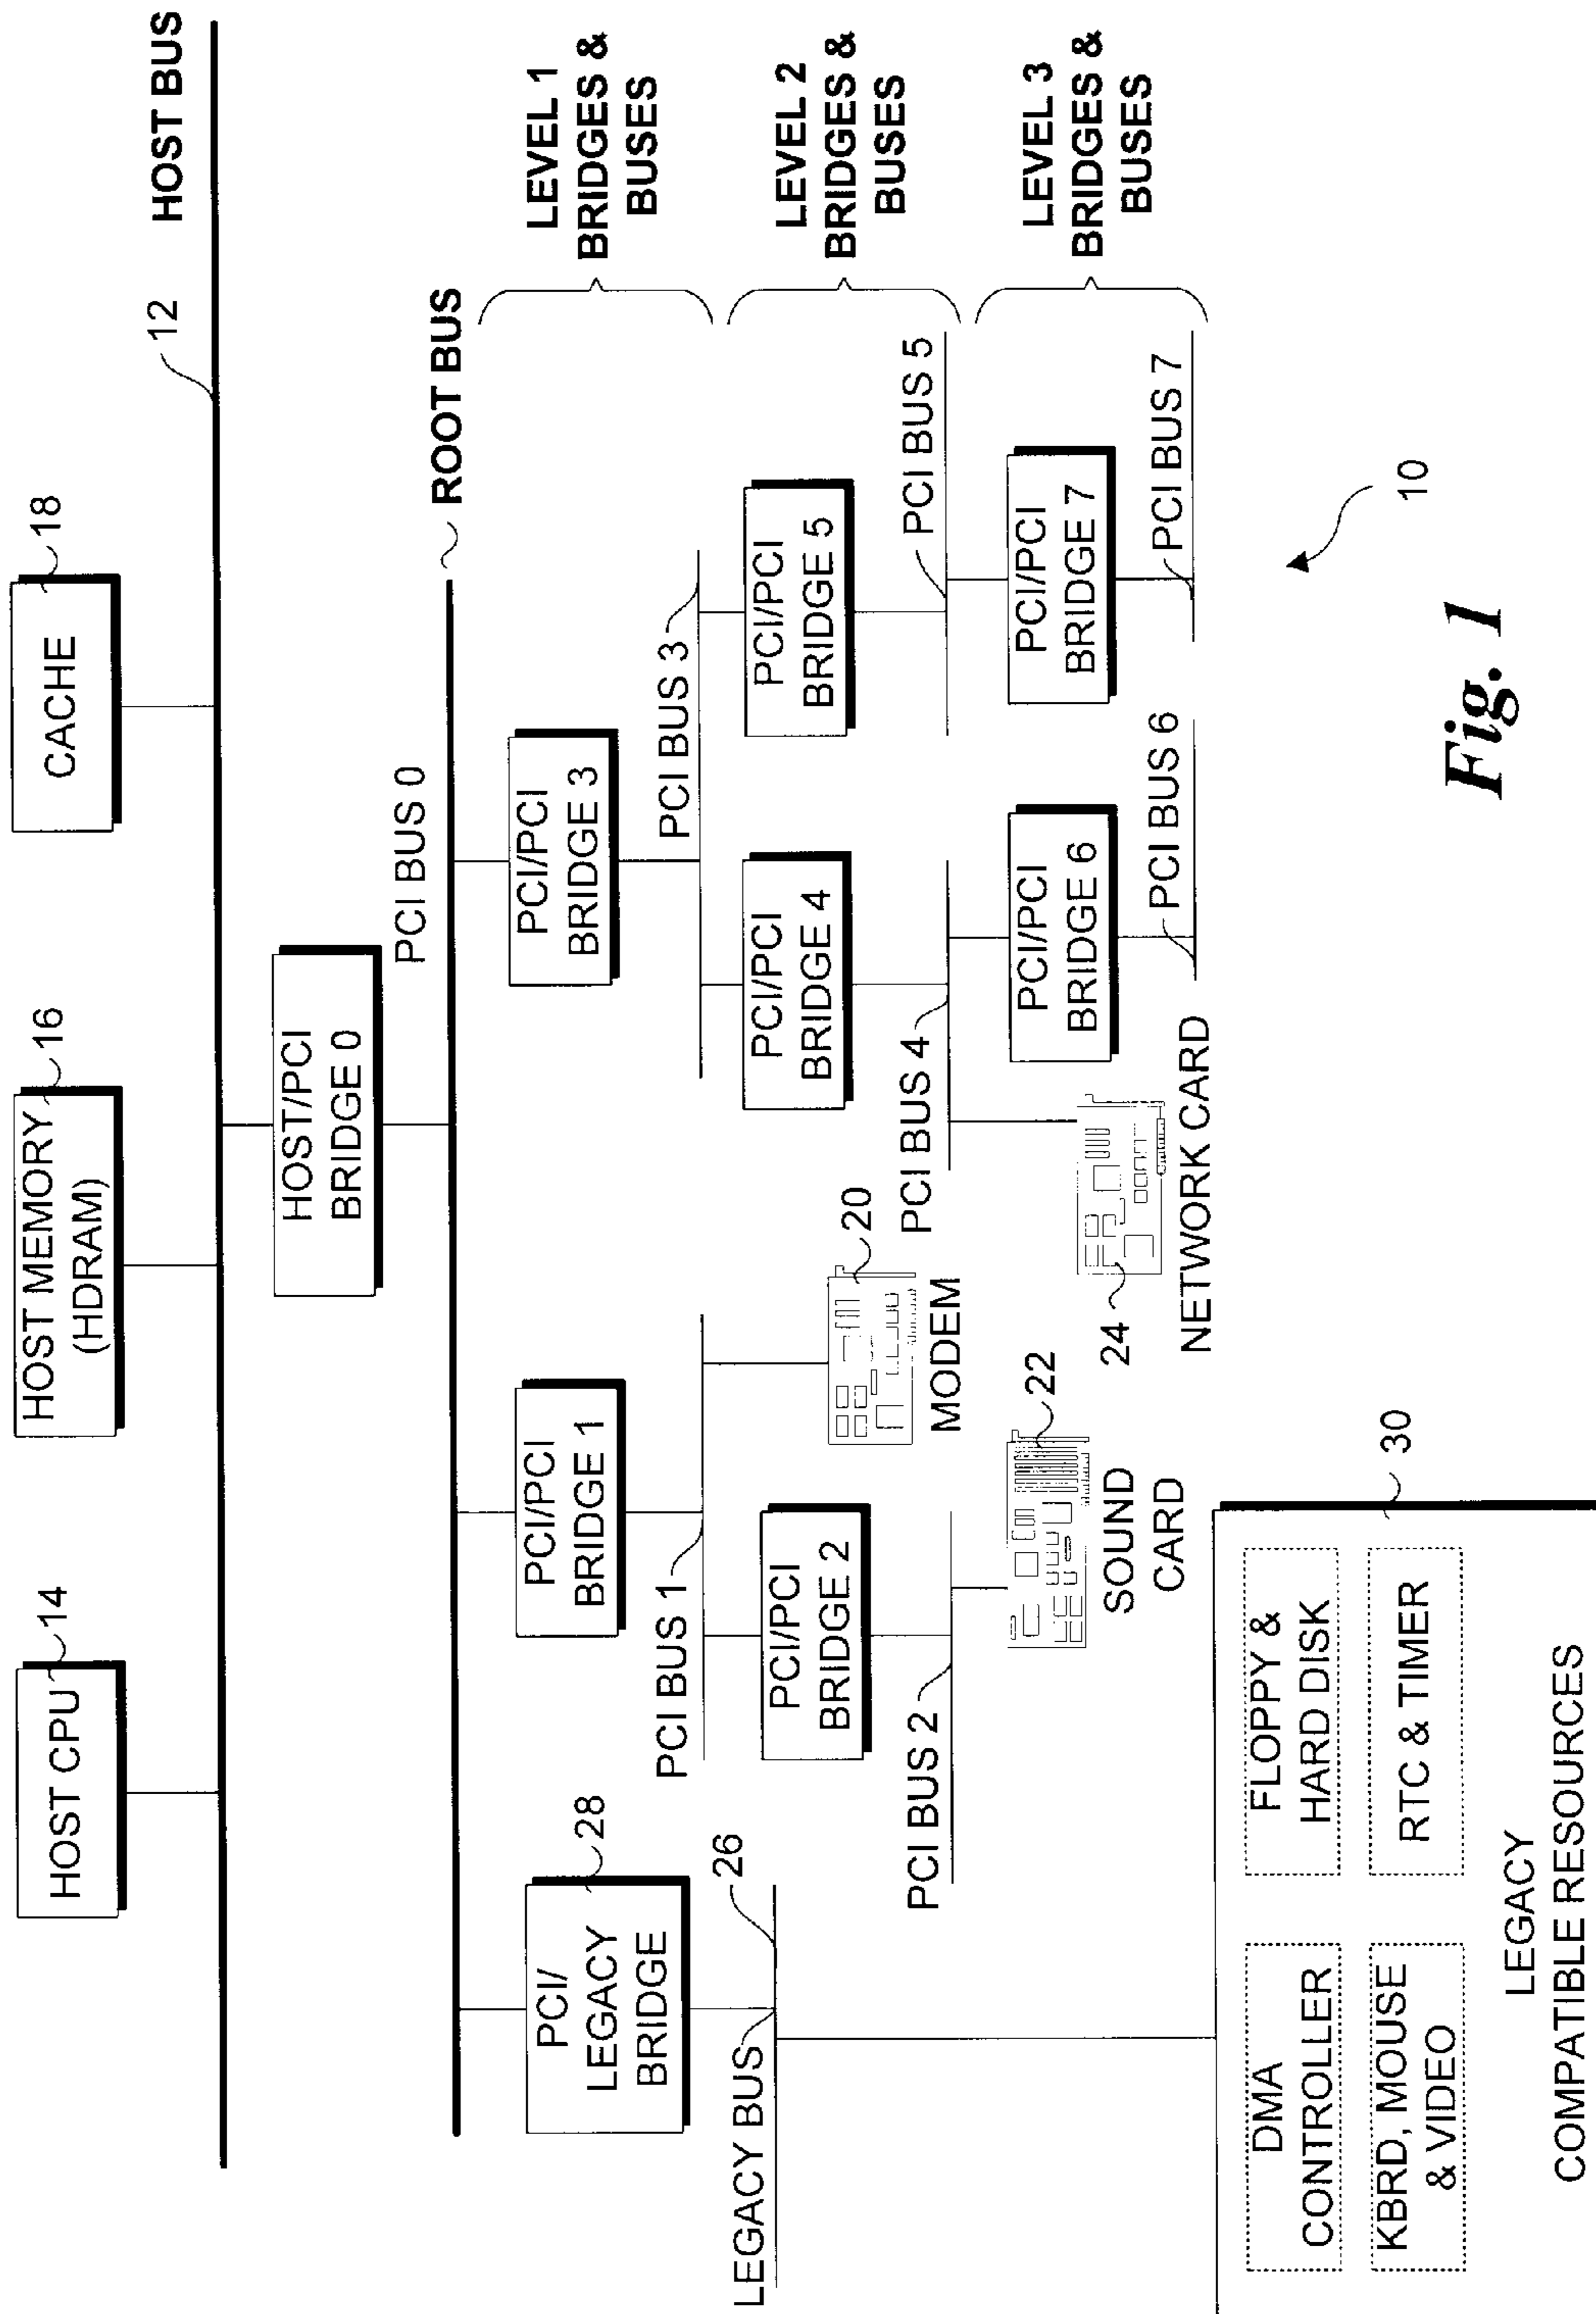 HOST CPU
14
HOST MEMORY
(HDRAM)
16
CACHE
18
HOST BUS
12
HOST/PCI
BRIDGE 0
PCI BUS 0
ROOT BUS
PCI/
LEGACY
BRIDGE
28
PCI/PCI
BRIDGE 1
PCI/PCI
BRIDGE 3
LEVEL 1
BRIDGES &
BUSES
LEGACY BUS
26
PCI BUS 1
PCI BUS 3
PCI/PCI
BRIDGE 2
MODEM
20
PCI/PCI
BRIDGE 4
PCI/PCI
BRIDGE 5
LEVEL 2
BRIDGES &
BUSES
PCI BUS 2
PCI BUS 4
PCI BUS 5
SOUND
CARD
22
24
NETWORK CARD
PCI/PCI
BRIDGE 6
PCI/PCI
BRIDGE 7
LEVEL 3
BRIDGES &
BUSES
PCI BUS 6
PCI BUS 7
DMA
CONTROLLER
FLOPPY &
HARD DISK
KBRD, MOUSE
& VIDEO
RTC & TIMER
30
LEGACY
COMPATIBLE RESOURCES
10
Fig. 1